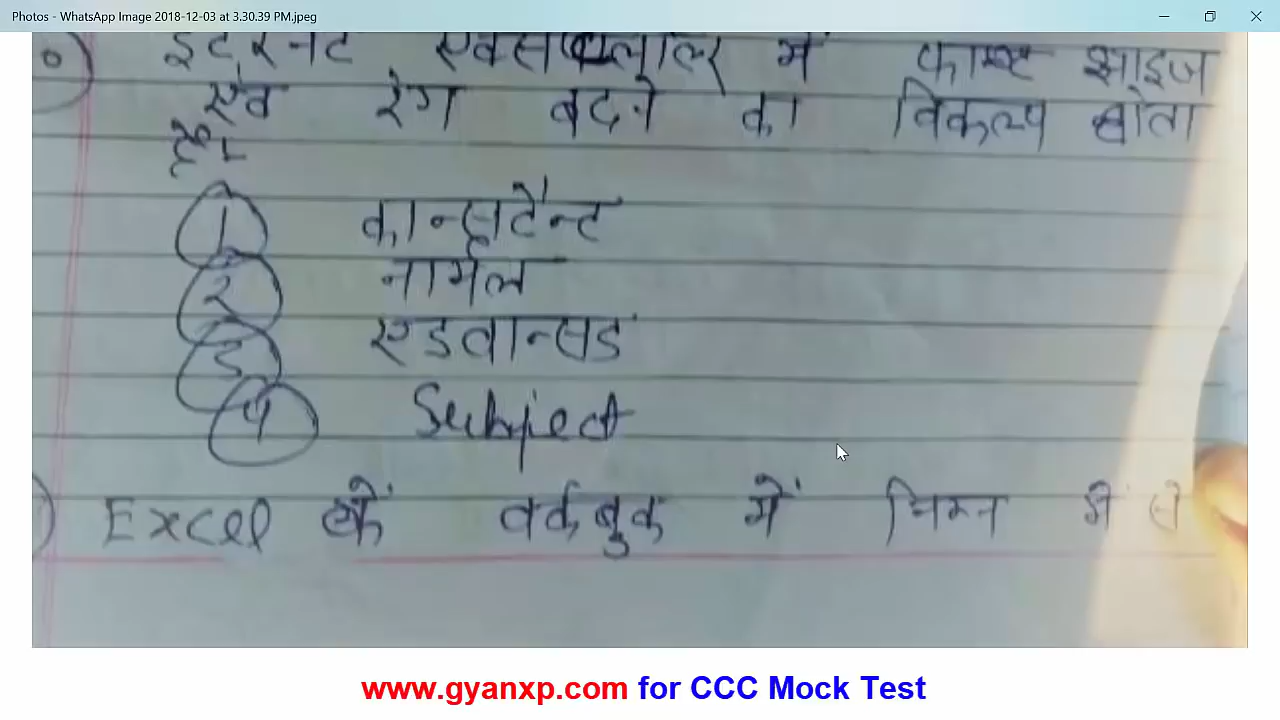 Photos - WhatsApp Image 2018-12-03 at 3.30.39 PM.jpeg
इंटरनेट एक्सप्लोलर में साइज
एवं रंग बदने का विकल्प होता
है।
1 कान्सटैन्ट
2 नार्मल
3 एडवान्सड
4 Subject
Excel के वर्कबुक में निम्न में से
www.gyanxp.com for CCC Mock Test